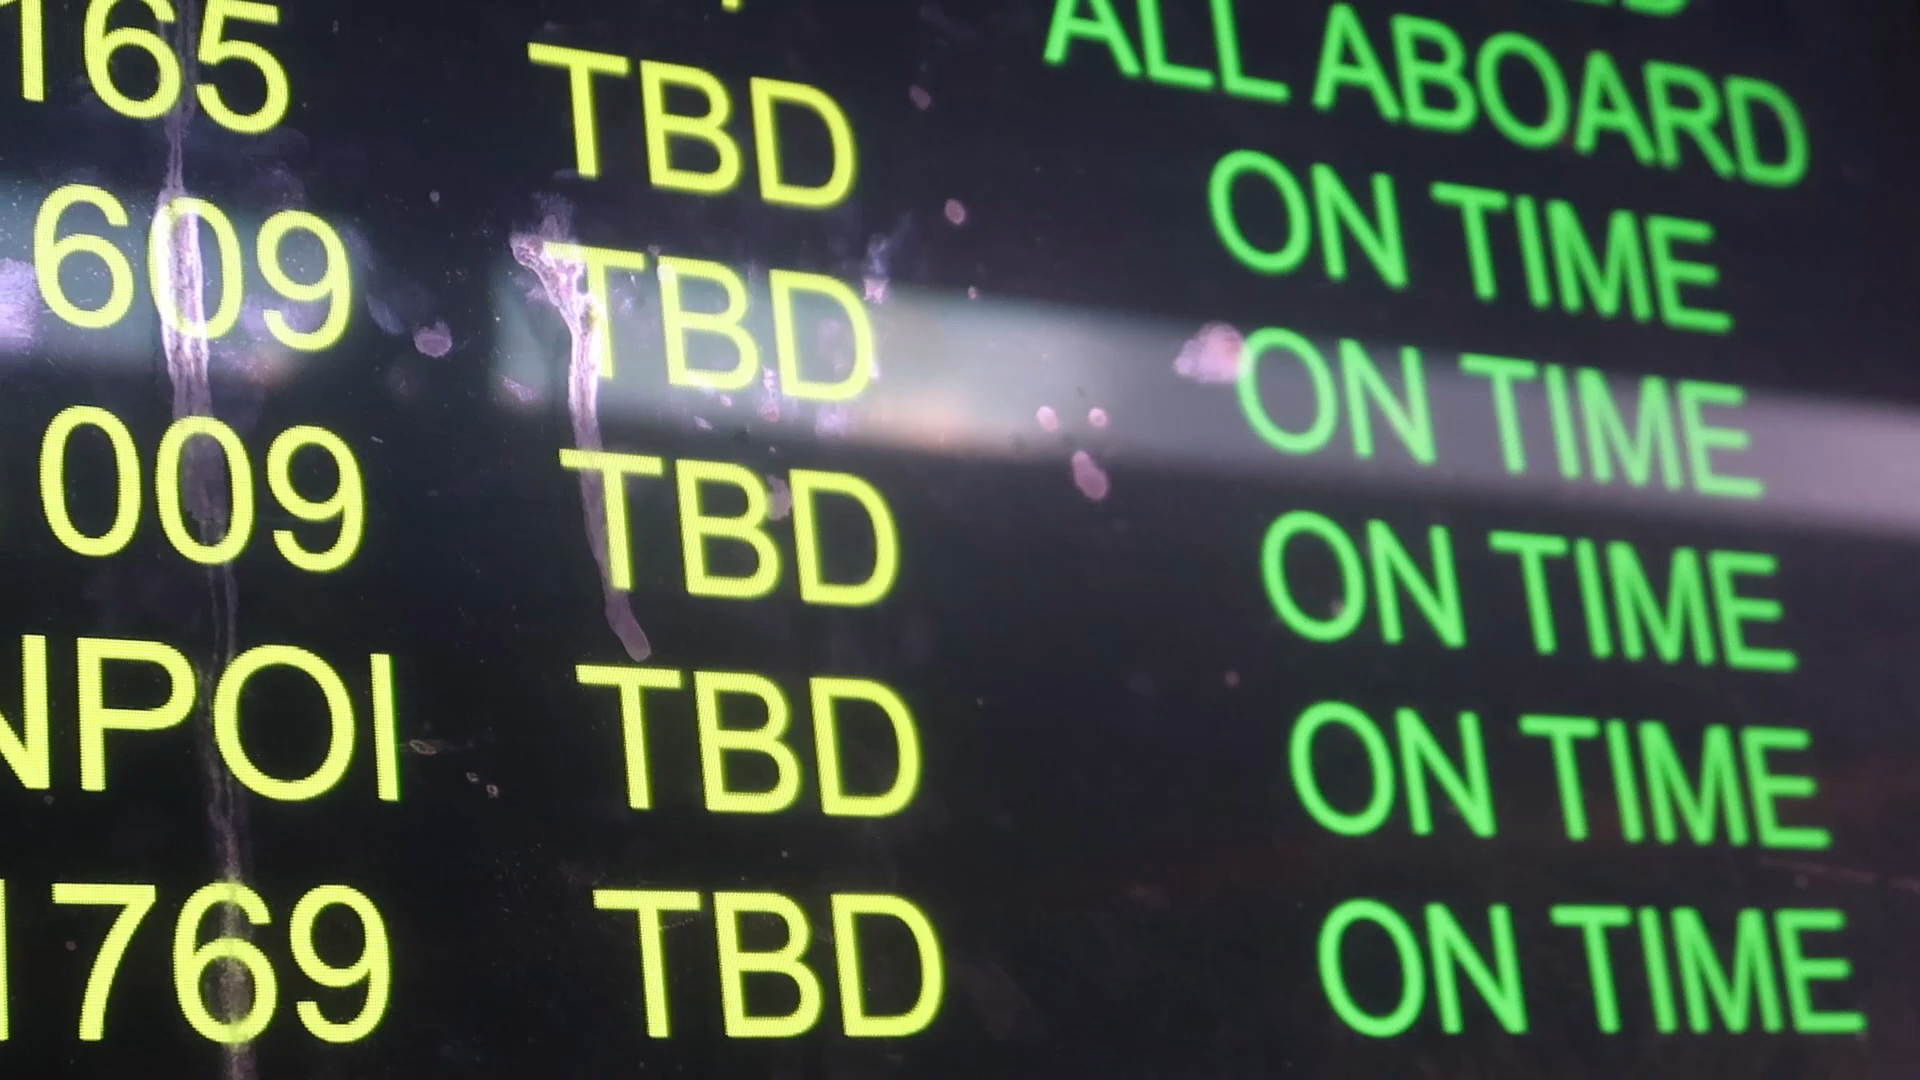 ALL ABOARD
165 TBD ON TIME
609 TBD ON TIME
009 TBD ON TIME
NPOI TBD ON TIME
1769 TBD ON TIME